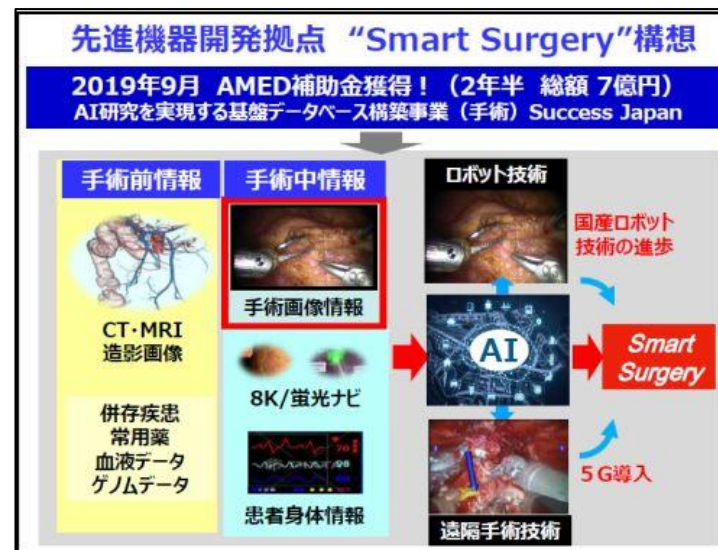 先進機器開発拠点 “Smart Surgery”構想
2019年9月 AMED補助金獲得！（2年半 総額 7億円）
AI研究を実現する基盤データベース構築事業（手術）Success Japan
手術前情報
CT・MRI
造影画像
併存疾患
常用薬
血液データ
ゲノムデータ
手術中情報
手術画像情報
8K/蛍光ナビ
患者身体情報
ロボット技術
AI
遠隔手術技術
国産ロボット
技術の進歩
Smart
Surgery
5G導入